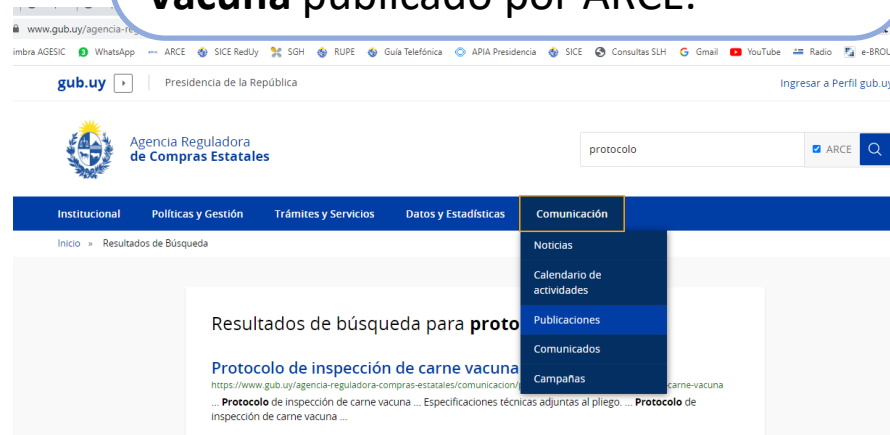 vacuna publicado por ARCE.
www.gub.uy/agencia-reg
imbra AGESIC WhatsApp ARCE SICE RedUy SGH RUPE Guía Telefónica APIA Presidencia SICE Consultas SLH Gmail YouTube Radio e-BROU
gub.uy Presidencia de la República Ingresar a Perfil gub.uy
Agencia Reguladora
de Compras Estatales
protocolo ARCE
Institucional Políticas y Gestión Trámites y Servicios Datos y Estadísticas Comunicación
Inicio » Resultados de Búsqueda
Noticias
Calendario de
actividades
Publicaciones
Comunicados
Campañas
Resultados de búsqueda para proto
Protocolo de inspección de carne vacuna
https://www.gub.uy/agencia-reguladora-compras-estatales/comunicacion/ carne-vacuna
... Protocolo de inspección de carne vacuna ... Especificaciones técnicas adjuntas al pliego. ... Protocolo de
inspección de carne vacuna ...